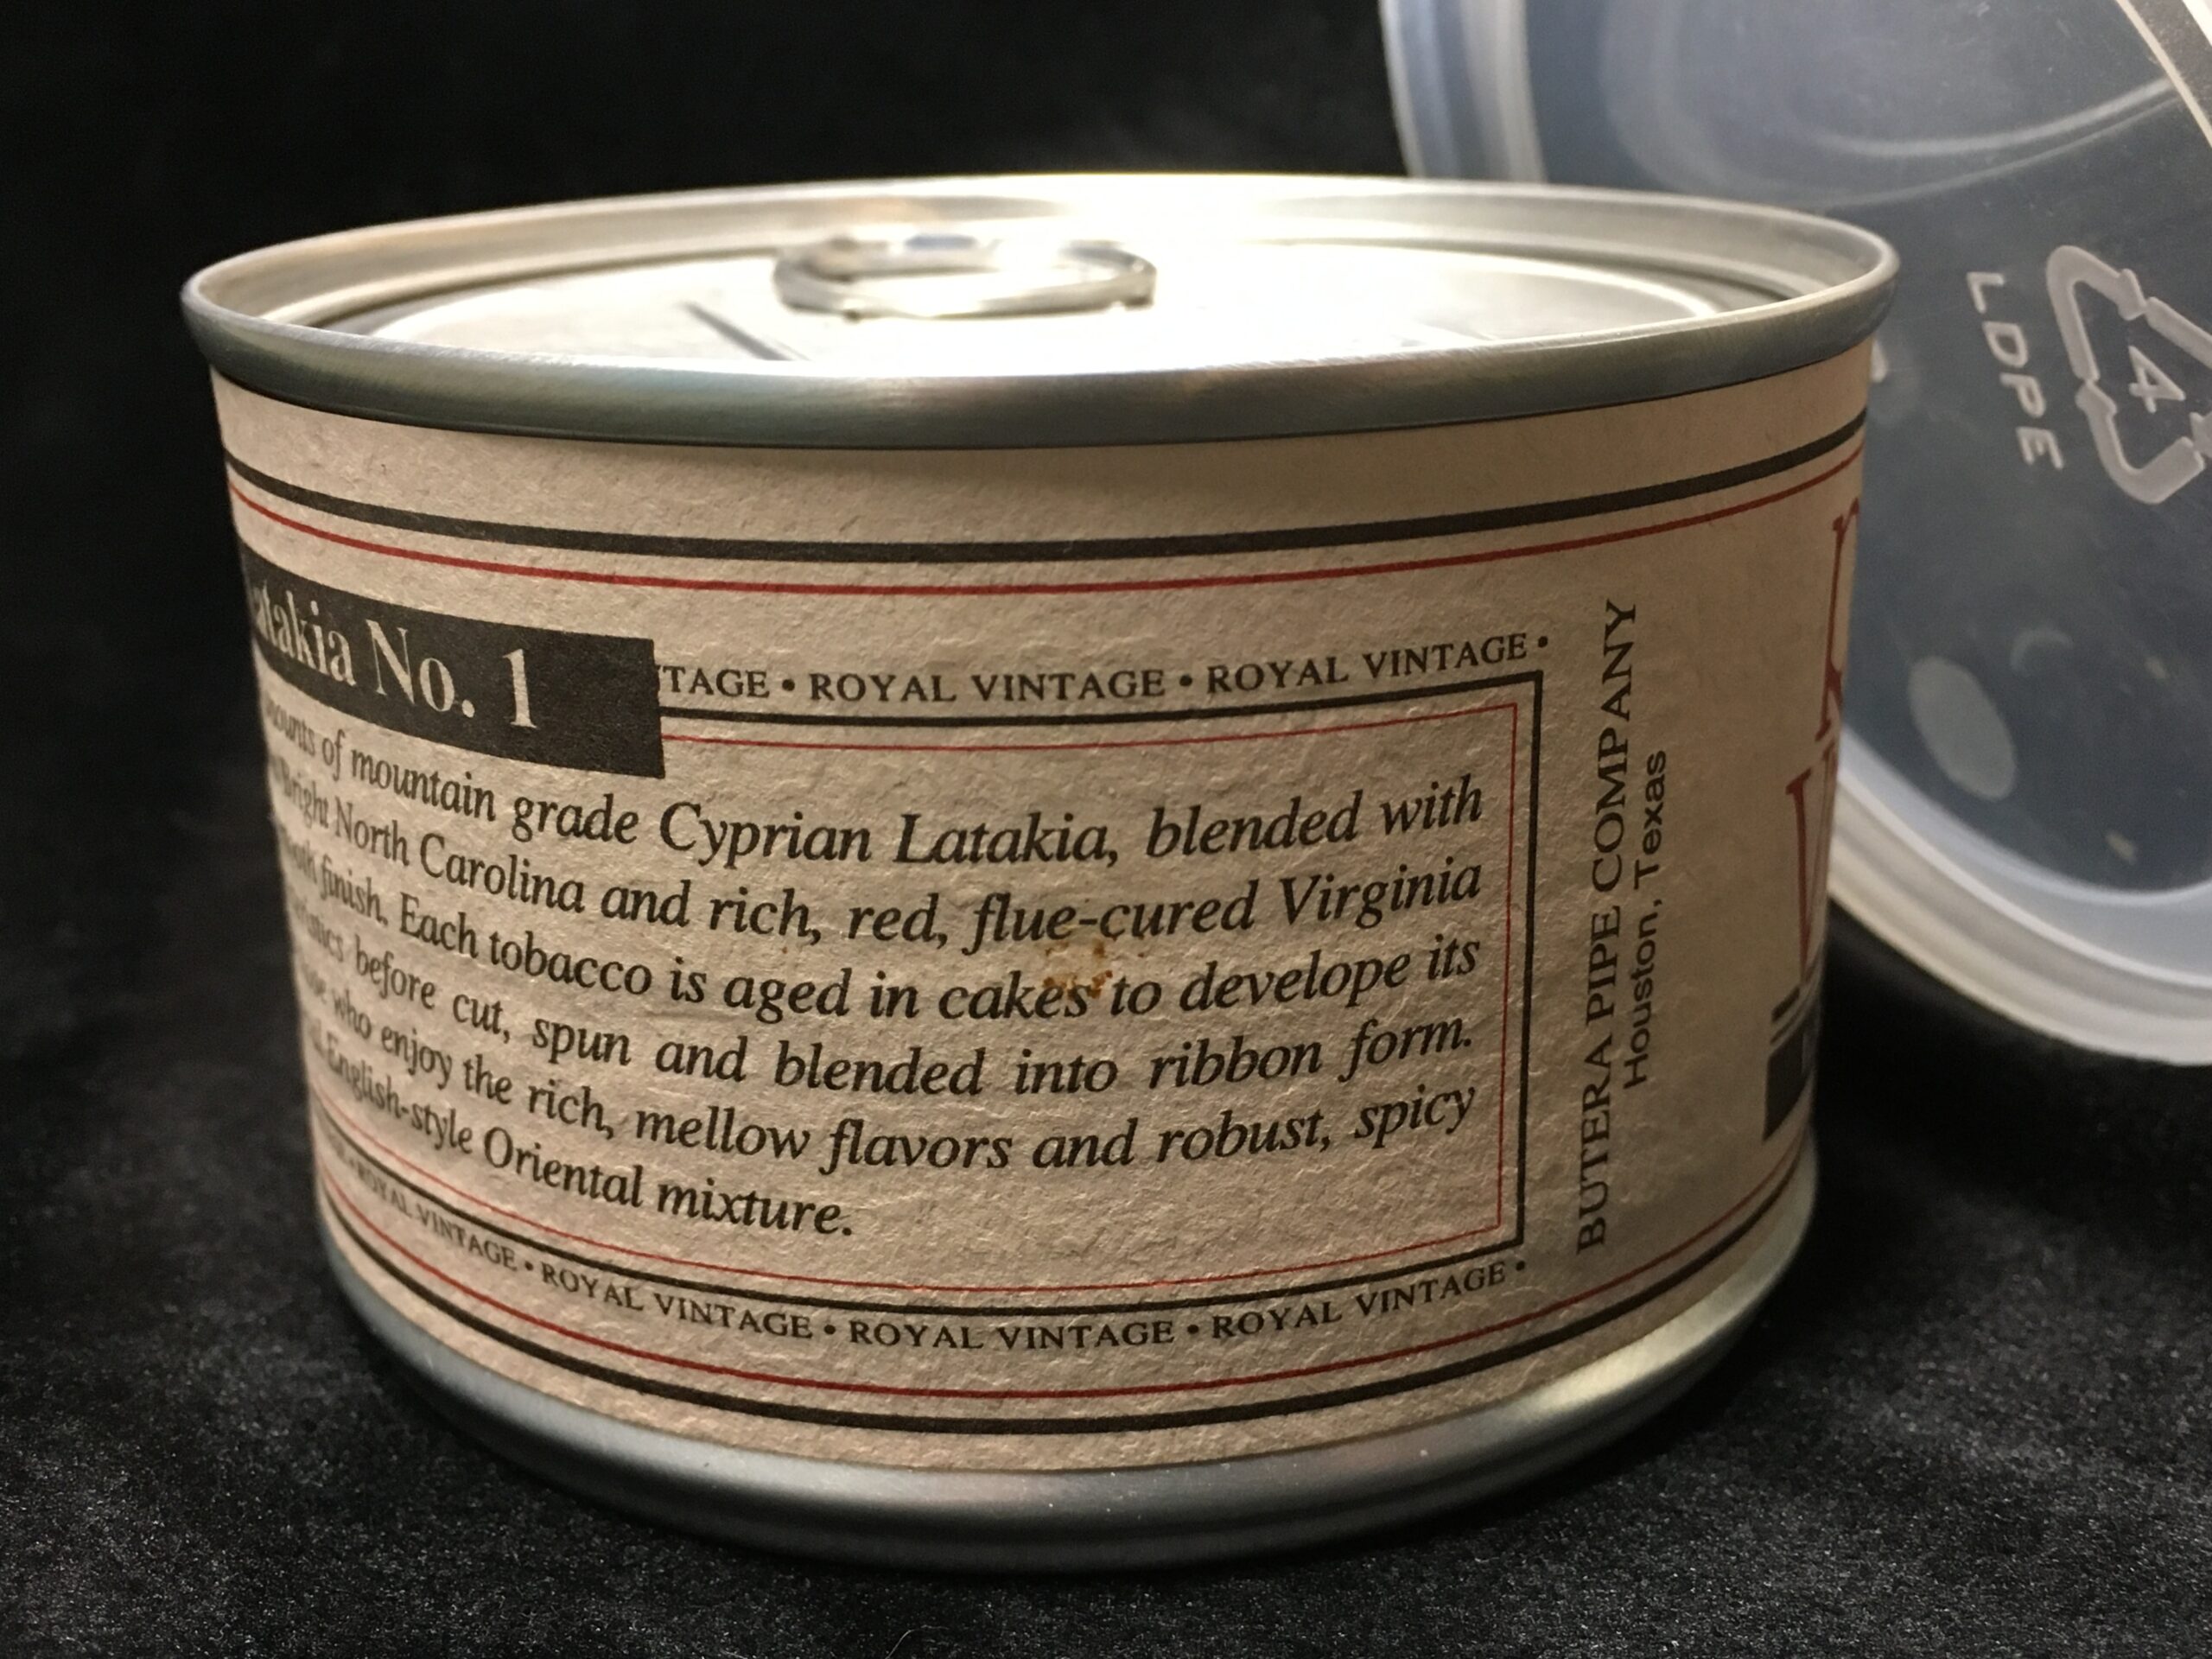 Latakia No. 1
TAGE • ROYAL VINTAGE • ROYAL VINTAGE •
of mountain grade Cyprian Latakia, blended with
Bright North Carolina and rich, red, flue-cured Virginia
finish. Each tobacco is aged in cakes to develope its
before cut, spun and blended into ribbon form.
who enjoy the rich, mellow flavors and robust, spicy
English-style Oriental mixture.
• ROYAL VINTAGE • ROYAL VINTAGE • ROYAL VINTAGE • ROYAL VINTAGE •
BUTERA PIPE COMPANY
Houston, Texas
4
LDPE